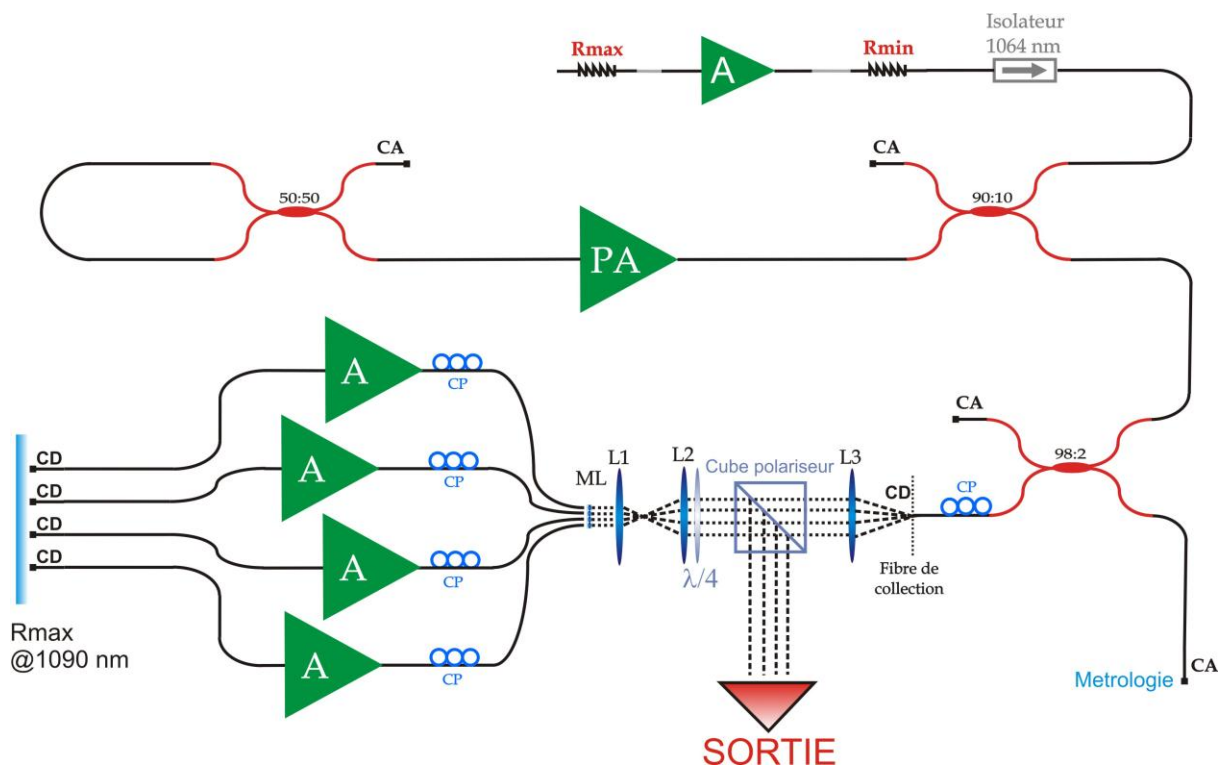 Isolateur
1064 nm
Rmax
A
Rmin
CA
50:50
CA
90:10
PA
A
CP
CA
98:2
CD
A
CP
ML
L1
L2
Cube polariseur
L3
CD
CP
CD
CD
A
CP
λ/4
Fibre de
collection
CD
Rmax
@1090 nm
A
CP
Metrologie
CA
SORTIE